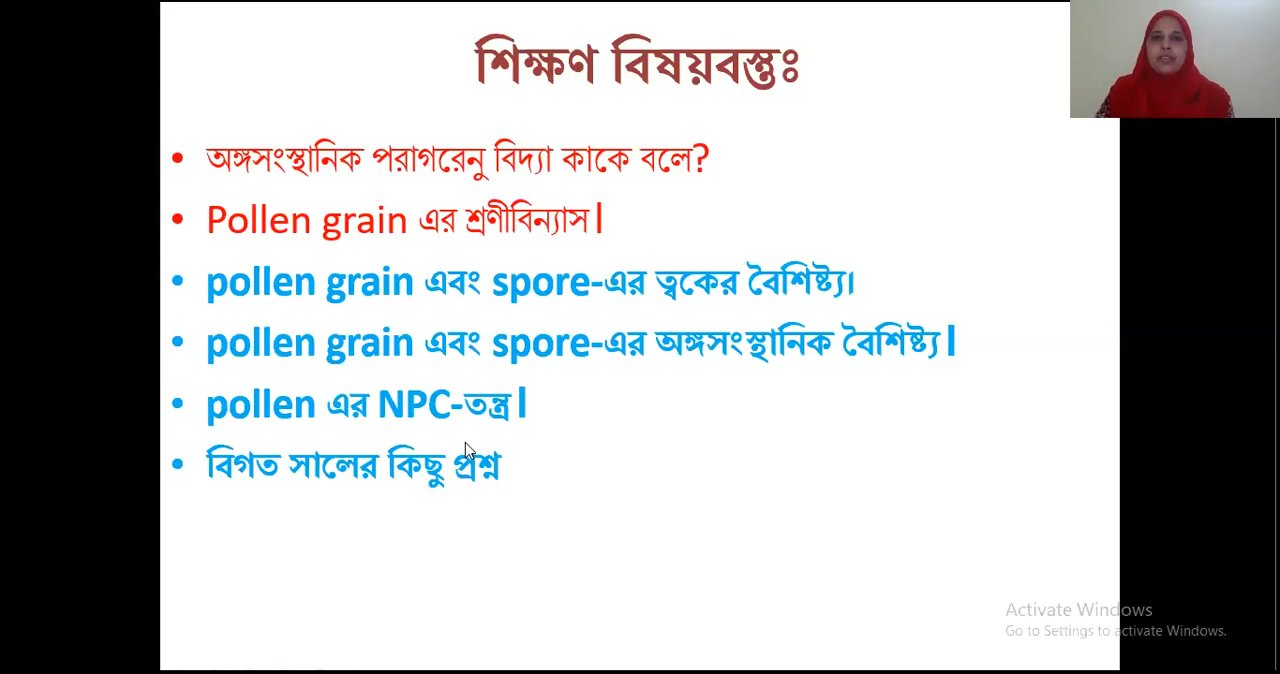 শিক্ষণ বিষয়বস্তুঃ
• অঙ্গসংস্থানিক পরাগরেনু বিদ্যা কাকে বলে?
• Pollen grain এর শ্রণীবিন্যাস।
• pollen grain এবং spore-এর ত্বকের বৈশিষ্ট্য।
• pollen grain এবং spore-এর অঙ্গসংস্থানিক বৈশিষ্ট্য।
• pollen এর NPC-তন্ত্র।
• বিগত সালের কিছু প্রশ্ন
Activate Windows
Go to Settings to activate Windows.